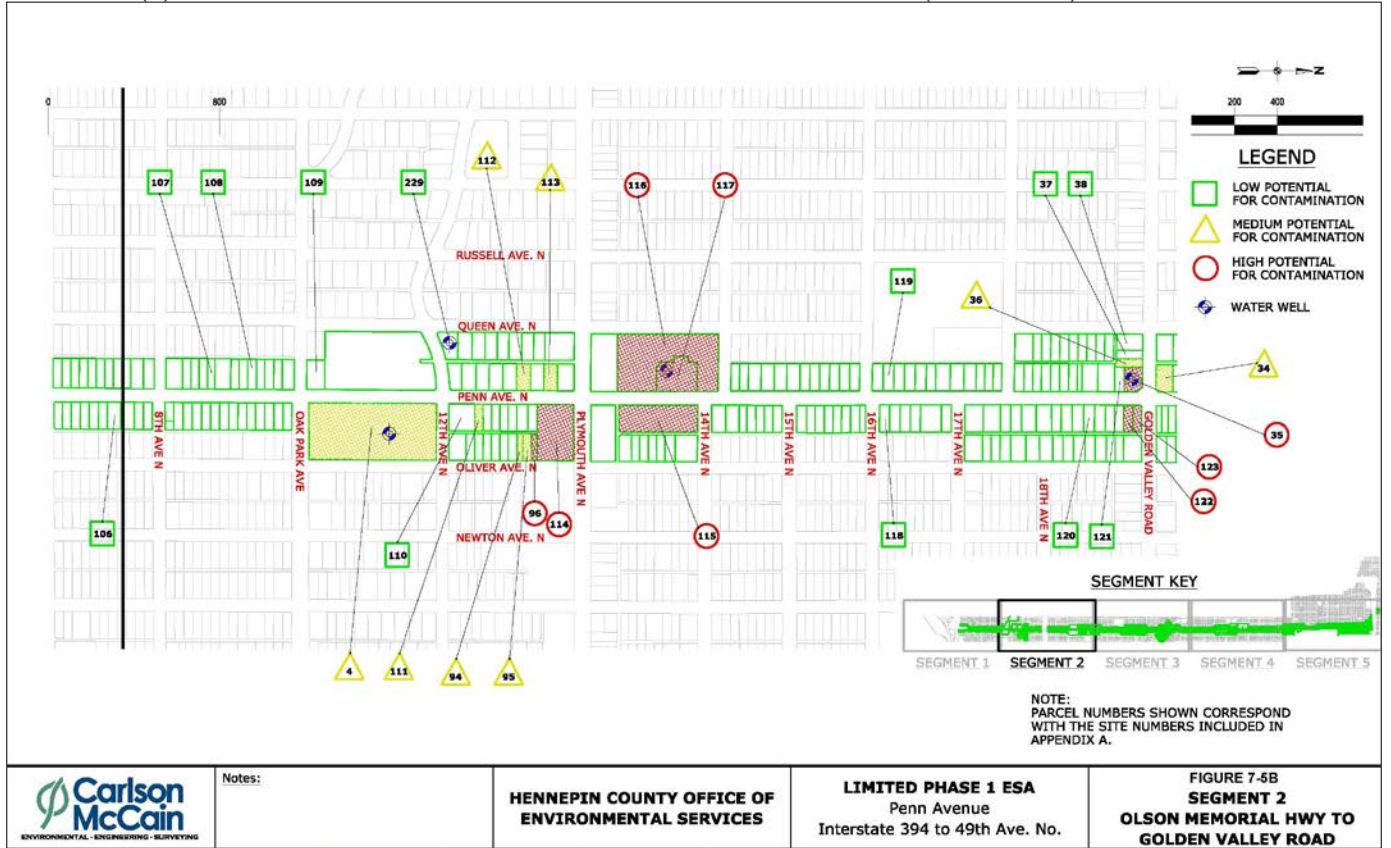 0
800
N
200
400
LEGEND
LOW POTENTIAL
FOR CONTAMINATION
MEDIUM POTENTIAL
FOR CONTAMINATION
HIGH POTENTIAL
FOR CONTAMINATION
WATER WELL
107
108
109
229
112
113
116
117
37
38
119
36
34
RUSSELL AVE. N
QUEEN AVE. N
PENN AVE. N
OLIVER AVE. N
NEWTON AVE. N
8TH AVE N
OAK PARK AVE
12TH AVE N
PLYMOUTH AVE N
14TH AVE N
15TH AVE N
16TH AVE N
17TH AVE N
18TH AVE N
GOLDEN VALLEY ROAD
35
123
122
106
110
96
114
115
118
120
121
4
111
94
95
SEGMENT KEY
SEGMENT 1
SEGMENT 2
SEGMENT 3
SEGMENT 4
SEGMENT 5
NOTE:
PARCEL NUMBERS SHOWN CORRESPOND
WITH THE SITE NUMBERS INCLUDED IN
APPENDIX A.
Carlson
McCain
ENVIRONMENTAL - ENGINEERING - SURVEYING
Notes:
HENNEPIN COUNTY OFFICE OF
ENVIRONMENTAL SERVICES
LIMITED PHASE 1 ESA
Penn Avenue
Interstate 394 to 49th Ave. No.
FIGURE 7-5B
SEGMENT 2
OLSON MEMORIAL HWY TO
GOLDEN VALLEY ROAD